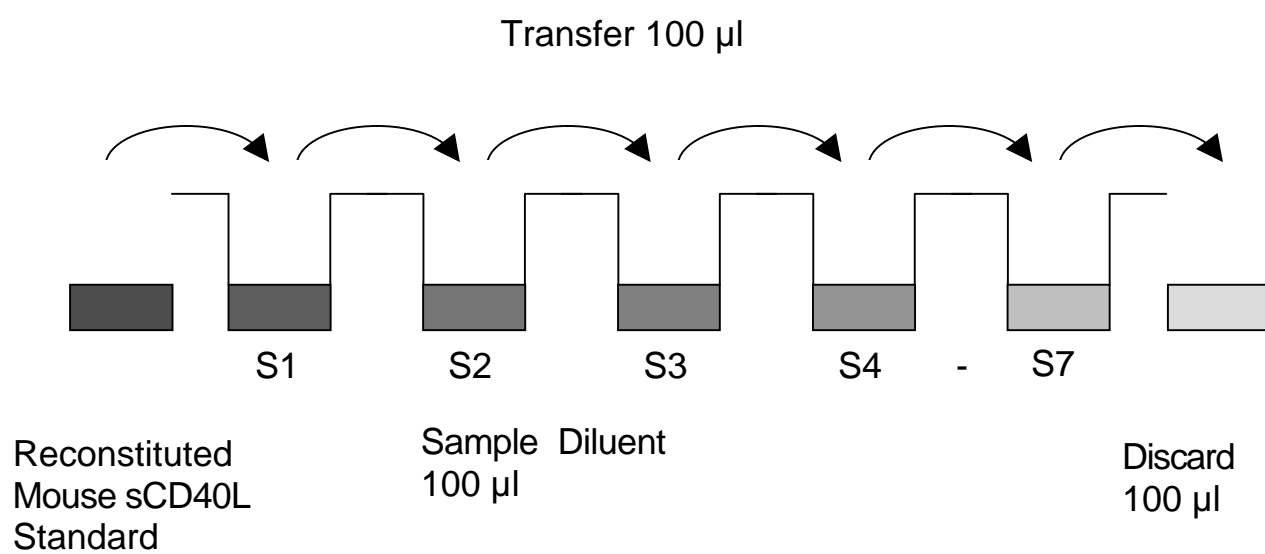 Transfer 100 µl
S1 S2 S3 S4 - S7
Reconstituted
Mouse sCD40L
Standard
Sample Diluent
100 µl
Discard
100 µl